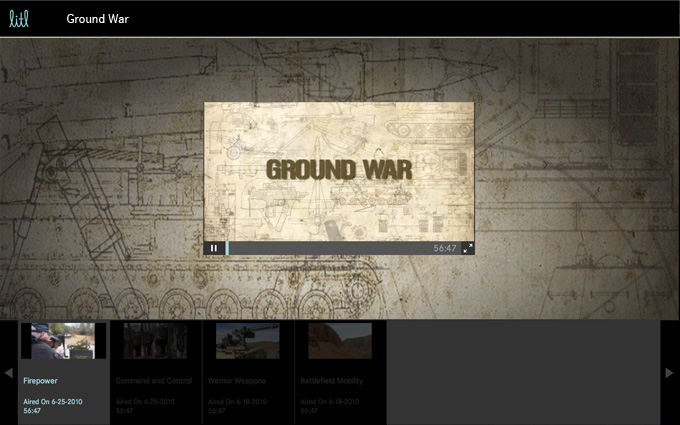 litl
Ground War
GROUND WAR
56:47
Firepower
Aired On 6-25-2010
56:47
Command and Control
Aired On 6-25-2010
56:47
Warrior Weapons
Aired On 6-18-2010
56:47
Battlefield Mobility
Aired On 6-18-2010
56:47